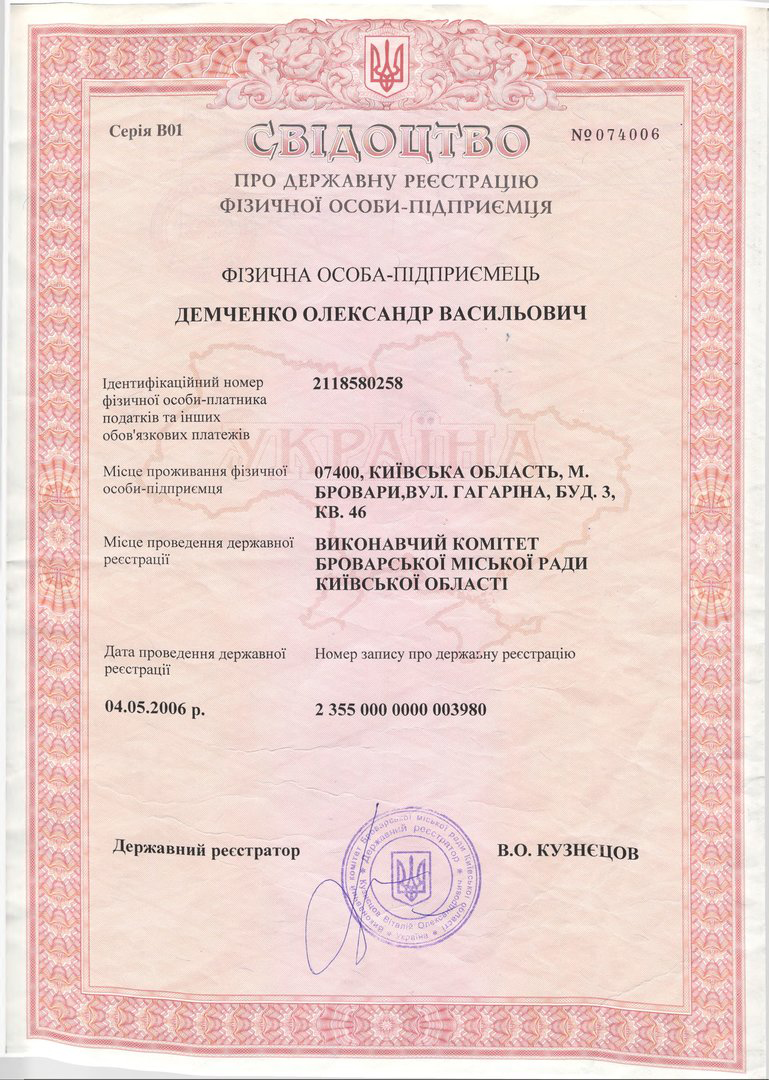 Серія В01
СВІДОЦТВО
№074006
ПРО ДЕРЖАВНУ РЕЄСТРАЦІЮ
ФІЗИЧНОЇ ОСОБИ-ПІДПРИЄМЦЯ
ФІЗИЧНА ОСОБА-ПІДПРИЄМЕЦЬ
ДЕМЧЕНКО ОЛЕКСАНДР ВАСИЛЬОВИЧ
Ідентифікаційний номер
фізичної особи-платника
податків та інших
обов'язкових платежів
2118580258
УКРАЇНА
Місце проживання фізичної
особи-підприємця
07400, КИЇВСЬКА ОБЛАСТЬ, М.
БРОВАРИ,ВУЛ. ГАГАРІНА, БУД. 3,
КВ. 46
Місце проведення державної
реєстрації
ВИКОНАВЧИЙ КОМІТЕТ
БРОВАРСЬКОЇ МІСЬКОЇ РАДИ
КИЇВСЬКОЇ ОБЛАСТІ
Дата проведення державної
реєстрації
Номер запису про державну реєстрацію
04.05.2006 р.
2 355 000 0000 003980
Державний реєстратор
В.О. КУЗНЄЦОВ
Виконавчий комітет Броварської міської ради Київської області
* Україна *
Державний реєстратор *
Кузнєцов Віталій Олександрович